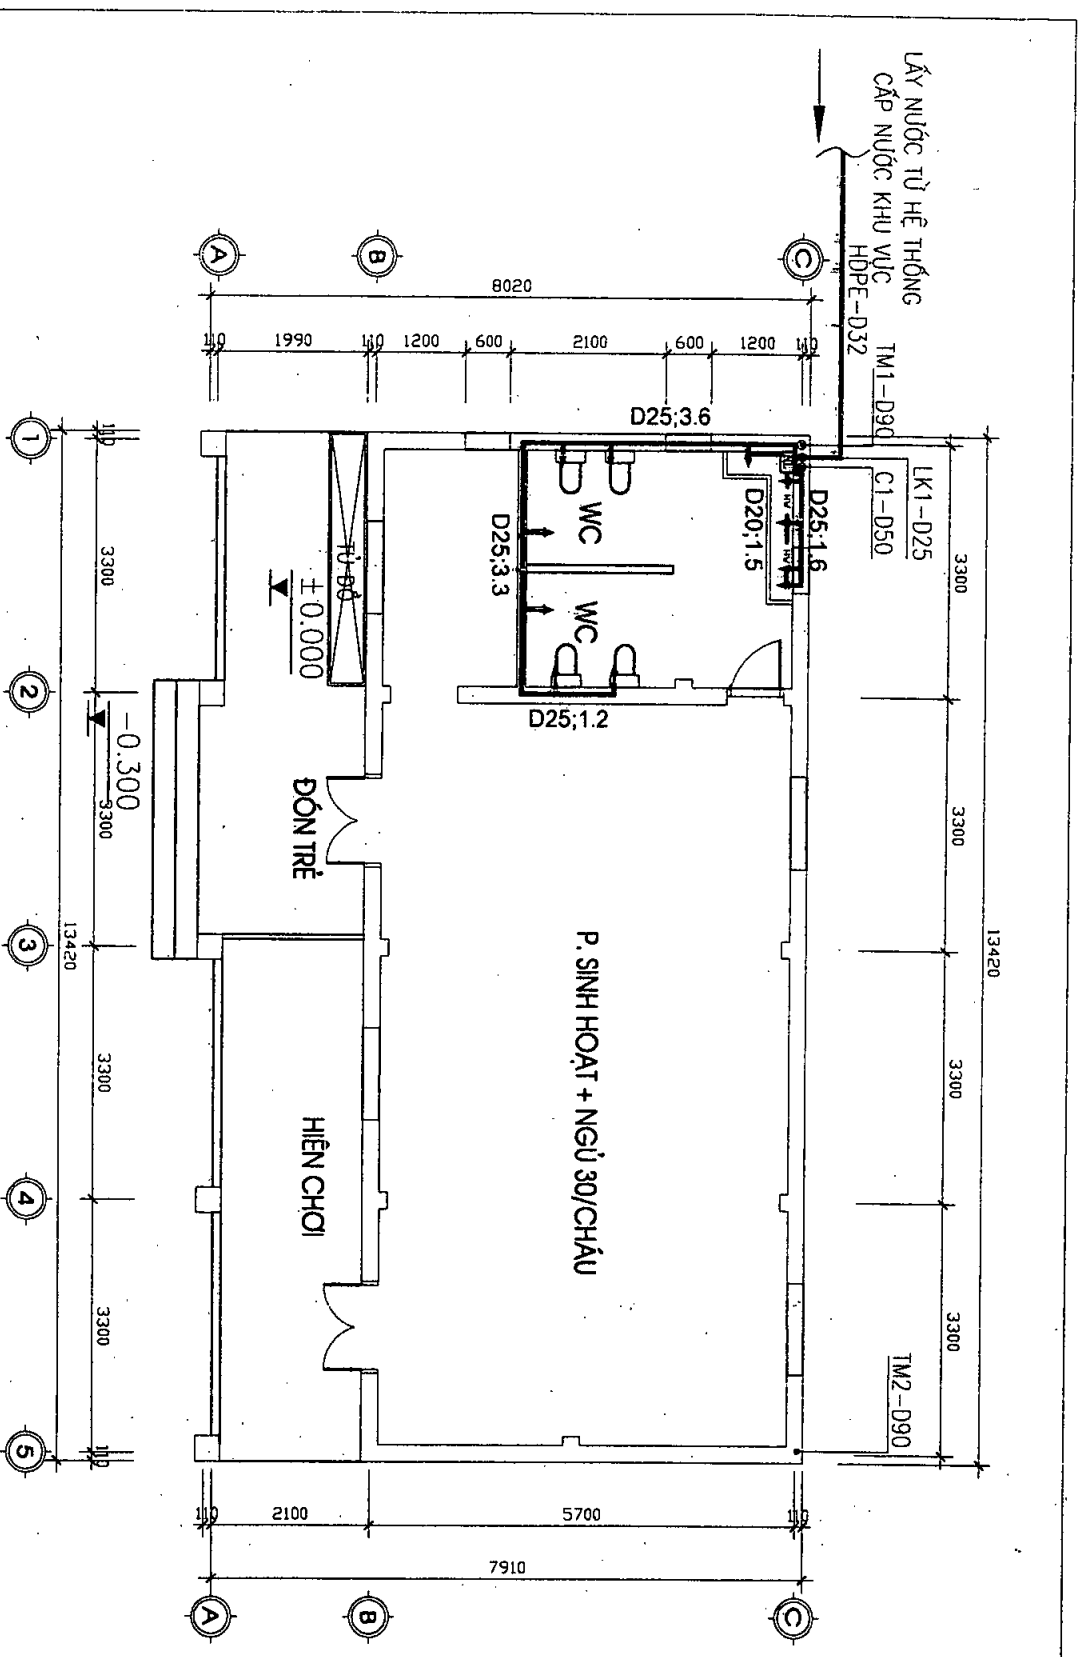 LẤY NƯỚC TỪ HỆ THỐNG
CẤP NƯỚC KHU VỰC
HDPE-D32
TM1-D90
LK1-D25
C1-D50
TM2-D90
13420
3300
3300
3300
3300
C
B
A
8020
110
1990
110
1200
600
2100
600
1200
110
D25;3.6
D25;1.6
D20;1.5
D25;3.3
D25;1.2
WC
WC
P. SINH HOẠT + NGỦ 30/CHÁU
TỦ ĐỒ
±0.000
ĐÓN TRẺ
HIÊN CHƠI
-0.300
110
3300
3300
3300
3300
110
13420
1
2
3
4
5
110
2100
5700
110
7910
A
B
C